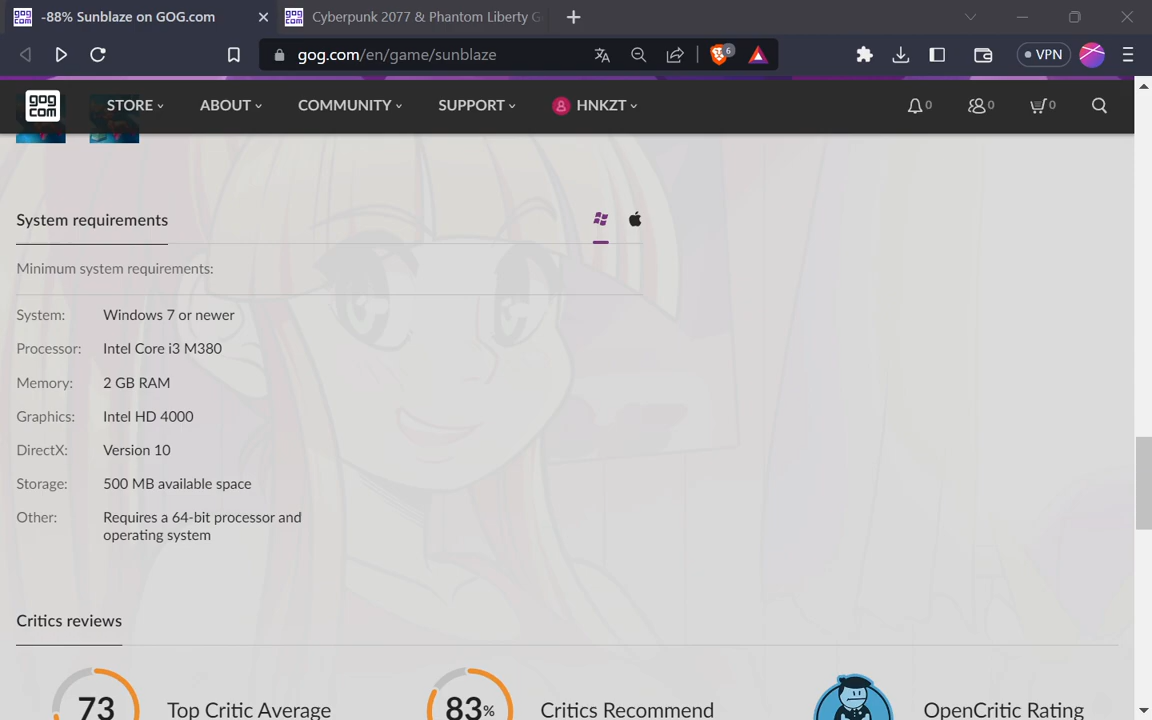 -88% Sunblaze on GOG.com
Cyberpunk 2077 & Phantom Liberty G
gog.com/en/game/sunblaze
6
VPN
GOG COM
STORE
ABOUT
COMMUNITY
SUPPORT
HNKZT
0
0
0
System requirements
Minimum system requirements:
System: Windows 7 or newer
Processor: Intel Core i3 M380
Memory: 2 GB RAM
Graphics: Intel HD 4000
DirectX: Version 10
Storage: 500 MB available space
Other: Requires a 64-bit processor and
operating system
Critics reviews
73 Top Critic Average
83% Critics Recommend
OpenCritic Rating